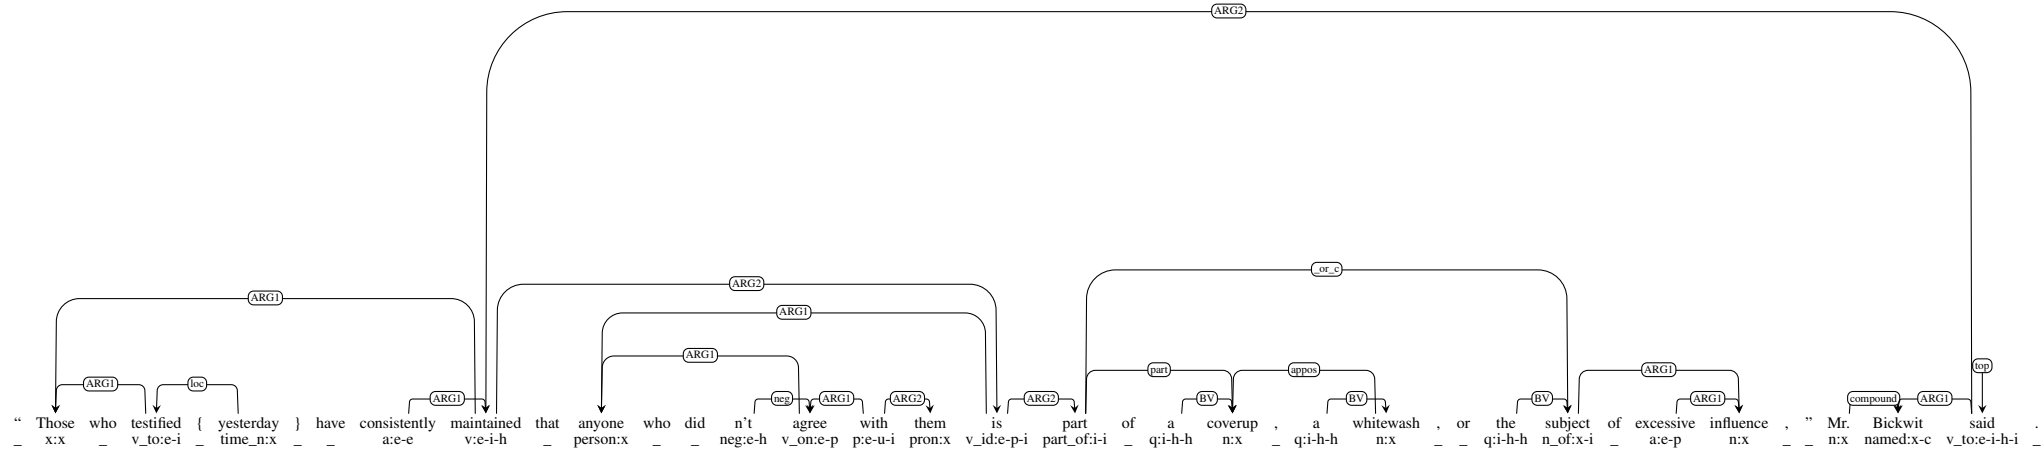 ARG2
_or_c
ARG2
ARG1
ARG1
ARG1
part
appos
ARG1
top
ARG1
loc
ARG1
neg
ARG1
ARG2
ARG2
BV
BV
BV
ARG1
compound
ARG1
“ Those who testified { yesterday } have consistently maintained that anyone who did n’t agree with them is part of a coverup , a whitewash , or the subject of excessive influence , ” Mr. Bickwit said .
_ x:x _ v_to:e-i _ time_n:x _ _ a:e-e v:e-i-h _ person:x _ _ neg:e-h v_on:e-p p:e-u-i pron:x v_id:e-p-i part_of:i-i _ q:i-h-h n:x _ q:i-h-h n:x _ _ q:i-h-h n_of:x-i _ a:e-p n:x _ _ n:x named:x-c v_to:e-i-h-i _